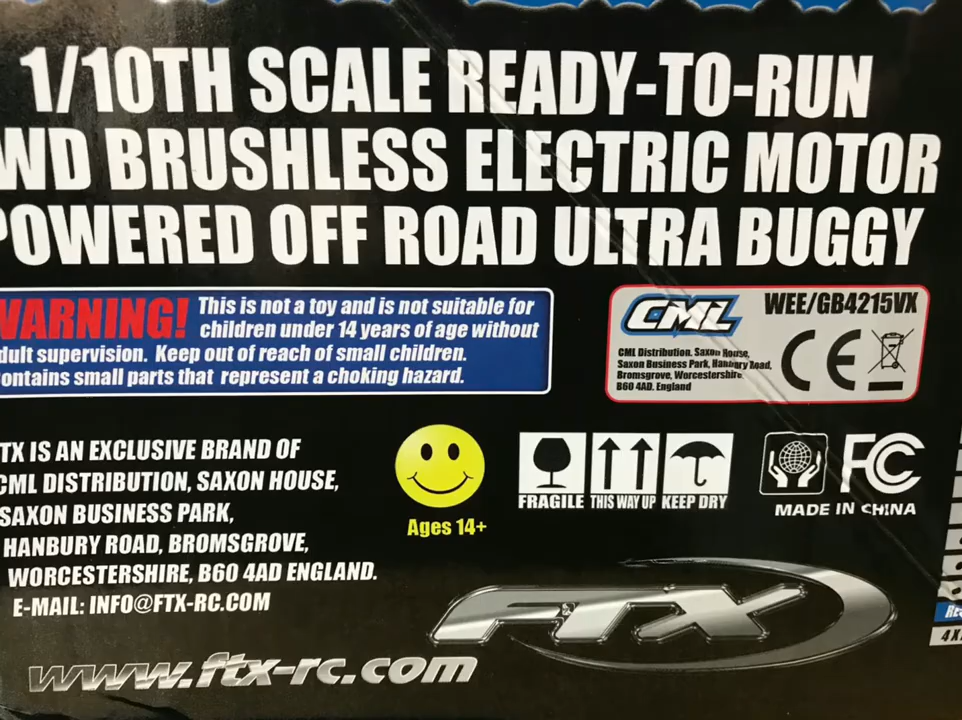 1/10TH SCALE READY-TO-RUN
WD BRUSHLESS ELECTRIC MOTOR
POWERED OFF ROAD ULTRA BUGGY
WARNING! This is not a toy and is not suitable for
children under 14 years of age without
dult supervision. Keep out of reach of small children.
ontains small parts that represent a choking hazard.
CML WEE/GB4215VX
CML Distribution, Saxon House,
Saxon Business Park, Hanbury Road,
Bromsgrove, Worcestershire,
B60 4AD. England
CE
TX IS AN EXCLUSIVE BRAND OF
CML DISTRIBUTION, SAXON HOUSE,
SAXON BUSINESS PARK,
HANBURY ROAD, BROMSGROVE,
WORCESTERSHIRE, B60 4AD ENGLAND.
E-MAIL: INFO@FTX-RC.COM
Ages 14+
FRAGILE THIS WAY UP KEEP DRY
FC
MADE IN CHINA
FTX
www.ftx-rc.com